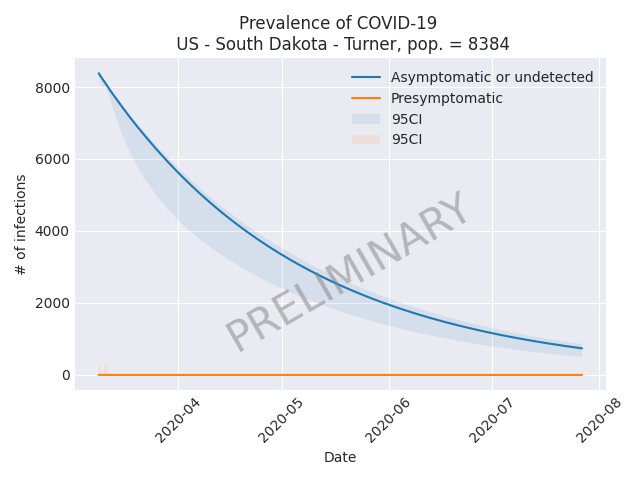 Prevalence of COVID-19
US - South Dakota - Turner, pop. = 8384
Asymptomatic or undetected
Presymptomatic
95CI
95CI
8000
6000
4000
2000
0
# of infections
PRELIMINARY
2020-04
2020-05
2020-06
2020-07
2020-08
Date